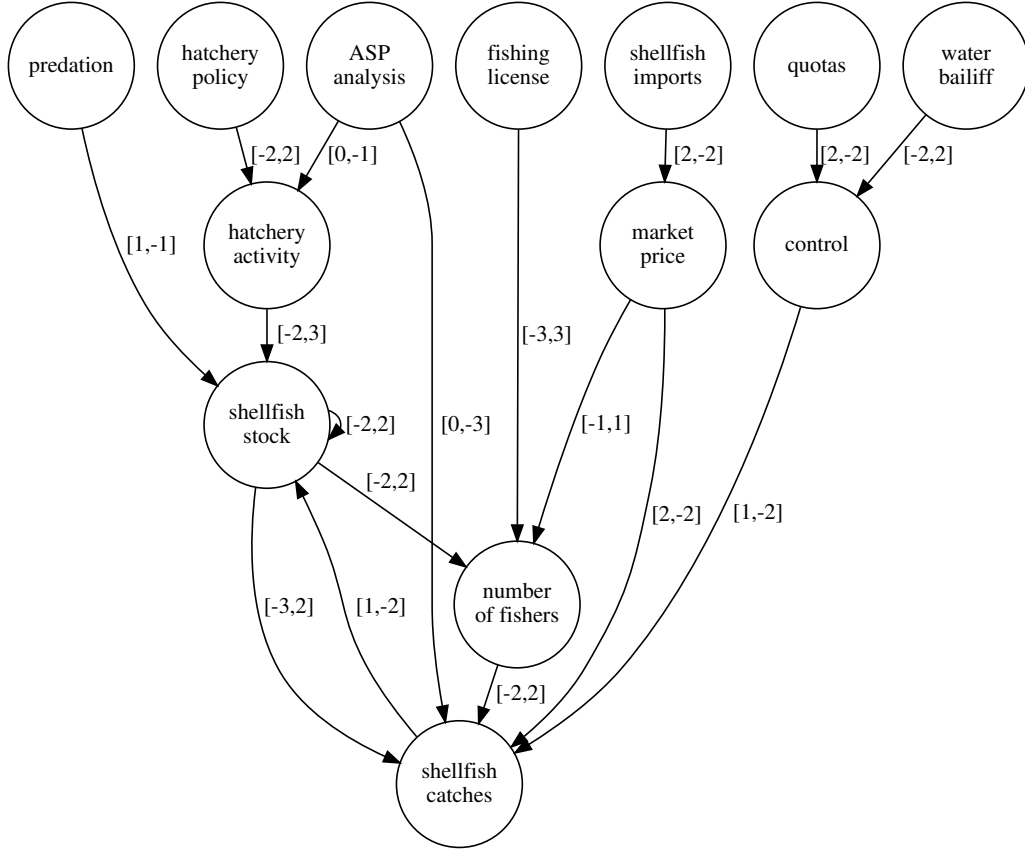 predation
hatchery
policy
ASP
analysis
fishing
license
shellfish
imports
quotas
water
bailiff
[-2,2]
[0,-1]
[2,-2]
[2,-2]
[-2,2]
[1,-1]
hatchery
activity
market
price
control
[-2,3]
[-3,3]
shellfish
stock
[-2,2]
[0,-3]
[-1,1]
[-2,2]
[2,-2]
[1,-2]
number
of fishers
[-3,2]
[1,-2]
[-2,2]
shellfish
catches